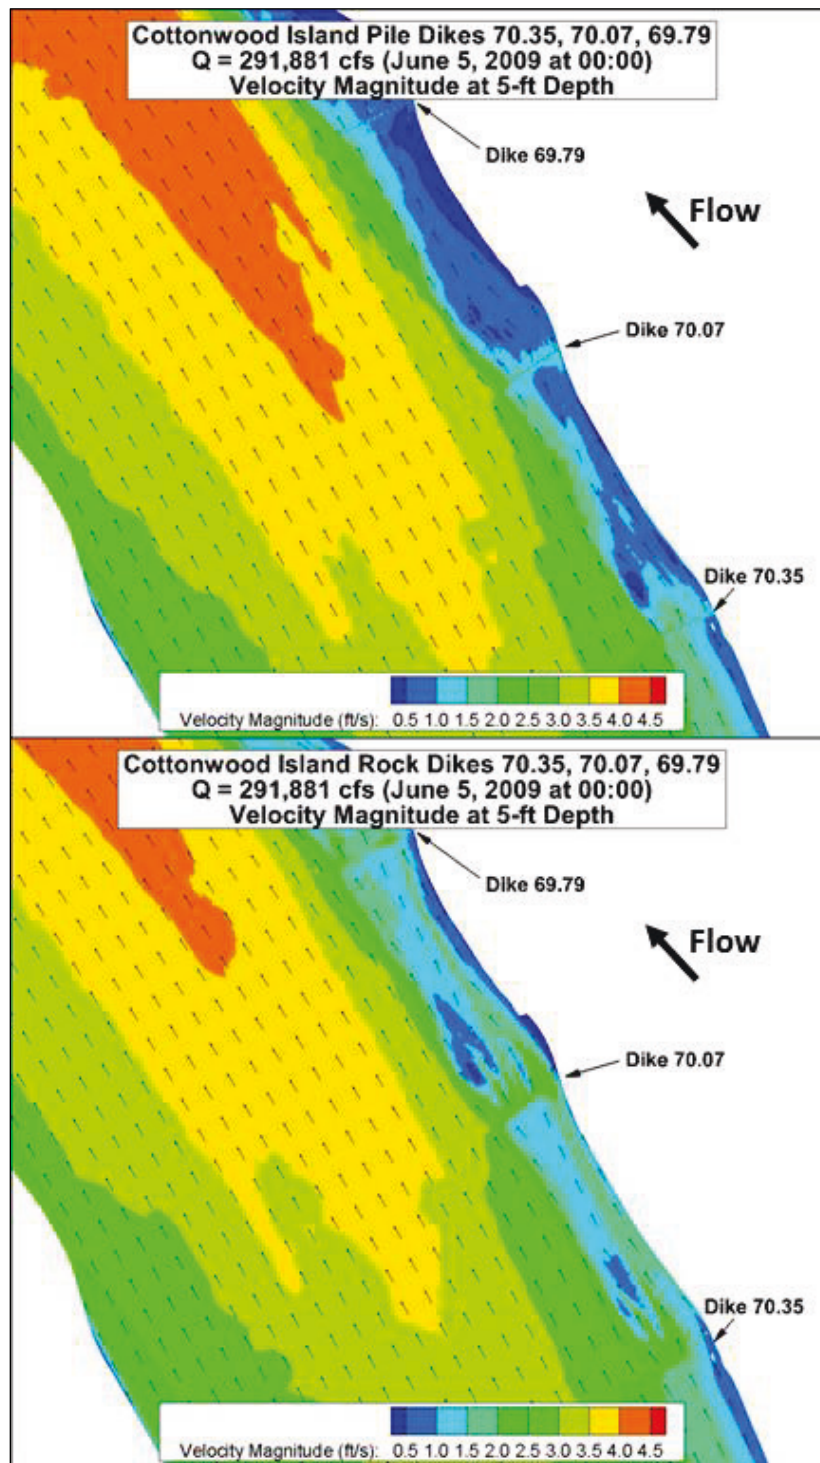 Cottonwood Island Pile Dikes 70.35, 70.07, 69.79
Q = 291,881 cfs (June 5, 2009 at 00:00)
Velocity Magnitude at 5-ft Depth
Dike 69.79
Flow
Dike 70.07
Dike 70.35
Velocity Magnitude (ft/s): 0.5 1.0 1.5 2.0 2.5 3.0 3.5 4.0 4.5
Cottonwood Island Rock Dikes 70.35, 70.07, 69.79
Q = 291,881 cfs (June 5, 2009 at 00:00)
Velocity Magnitude at 5-ft Depth
Dike 69.79
Flow
Dike 70.07
Dike 70.35
Velocity Magnitude (ft/s): 0.5 1.0 1.5 2.0 2.5 3.0 3.5 4.0 4.5